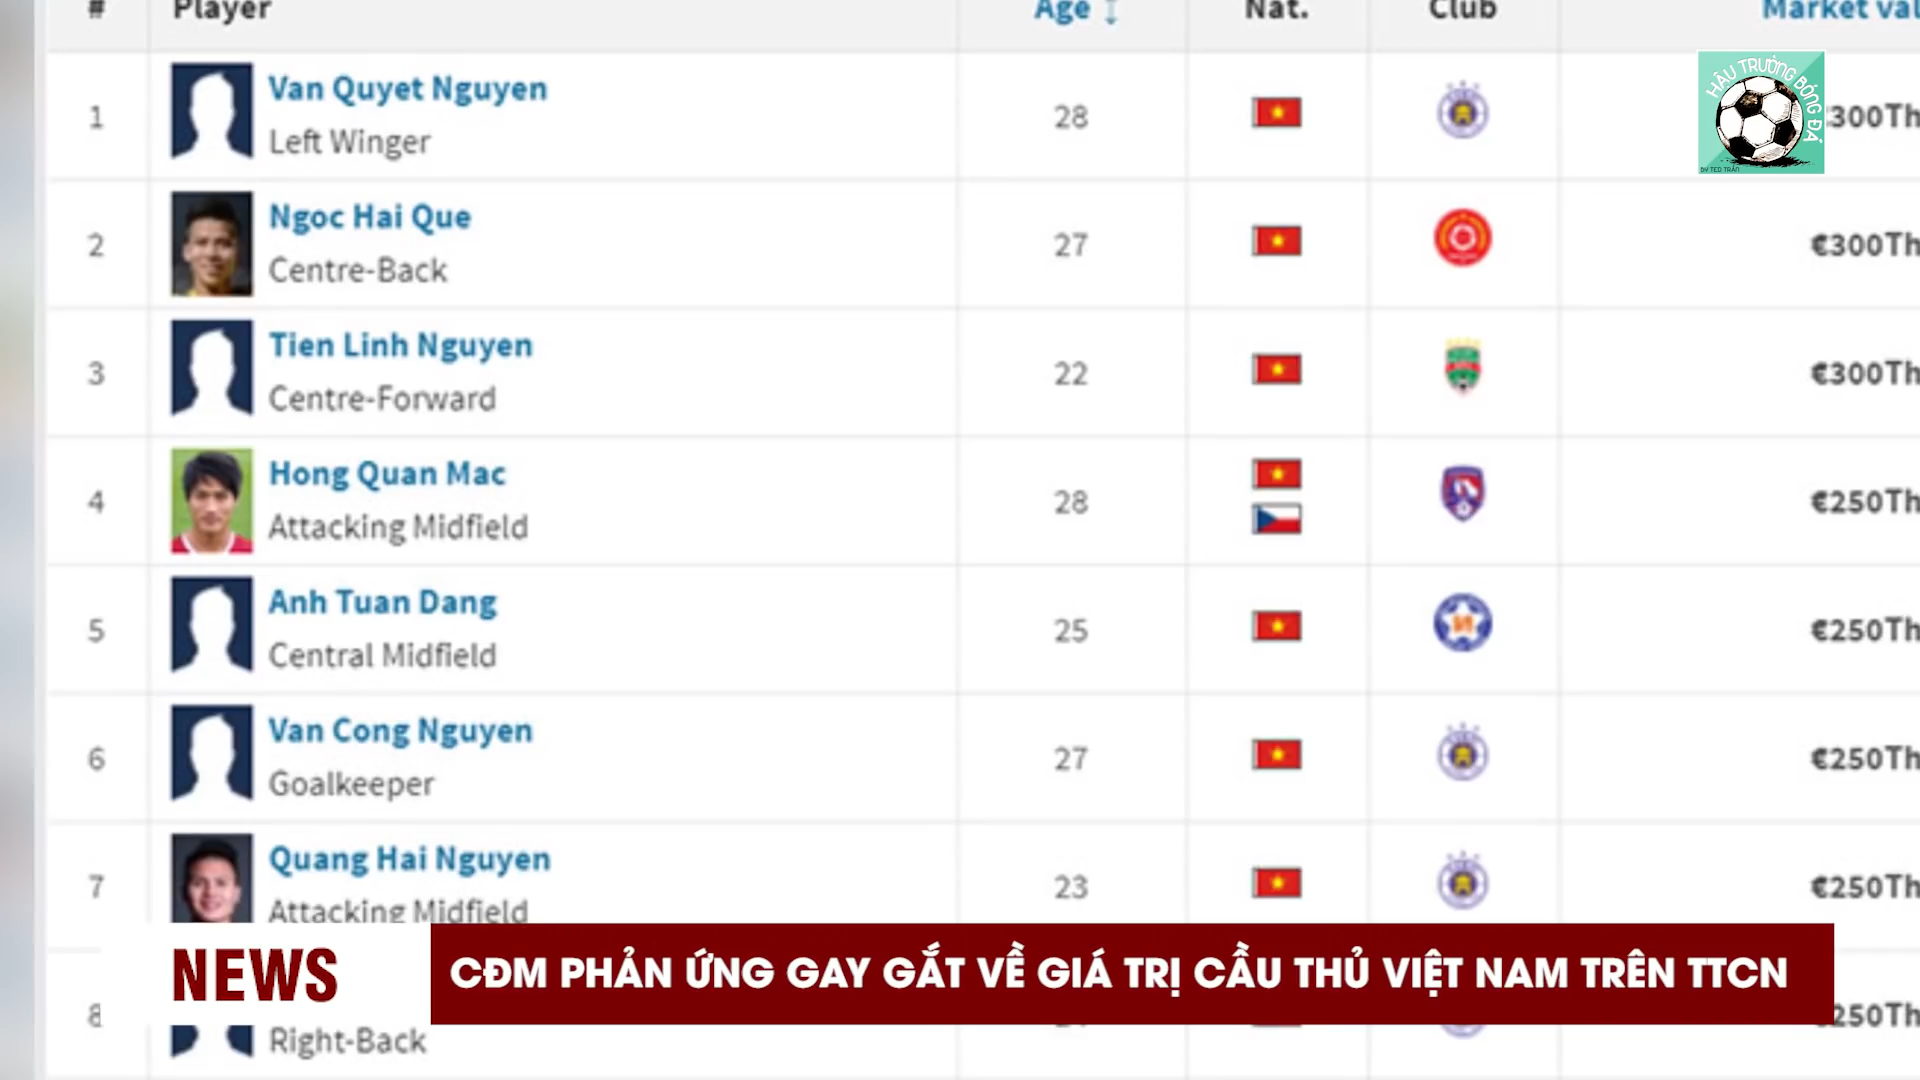 # Player Age Nat. Club Market val
1 Van Quyet Nguyen 28 300Th
Left Winger
2 Ngoc Hai Que 27 €300Th
Centre-Back
3 Tien Linh Nguyen 22 €300Th
Centre-Forward
4 Hong Quan Mac 28 €250Th
Attacking Midfield
5 Anh Tuan Dang 25 €250Th
Central Midfield
6 Van Cong Nguyen 27 €250Th
Goalkeeper
7 Quang Hai Nguyen 23 €250Th
Attacking Midfield
8 250Th
Right-Back
HẬU TRƯỜNG BÓNG ĐÁ
BY TED TRẦN
NEWS
CĐM PHẢN ỨNG GAY GẮT VỀ GIÁ TRỊ CẦU THỦ VIỆT NAM TRÊN TTCN